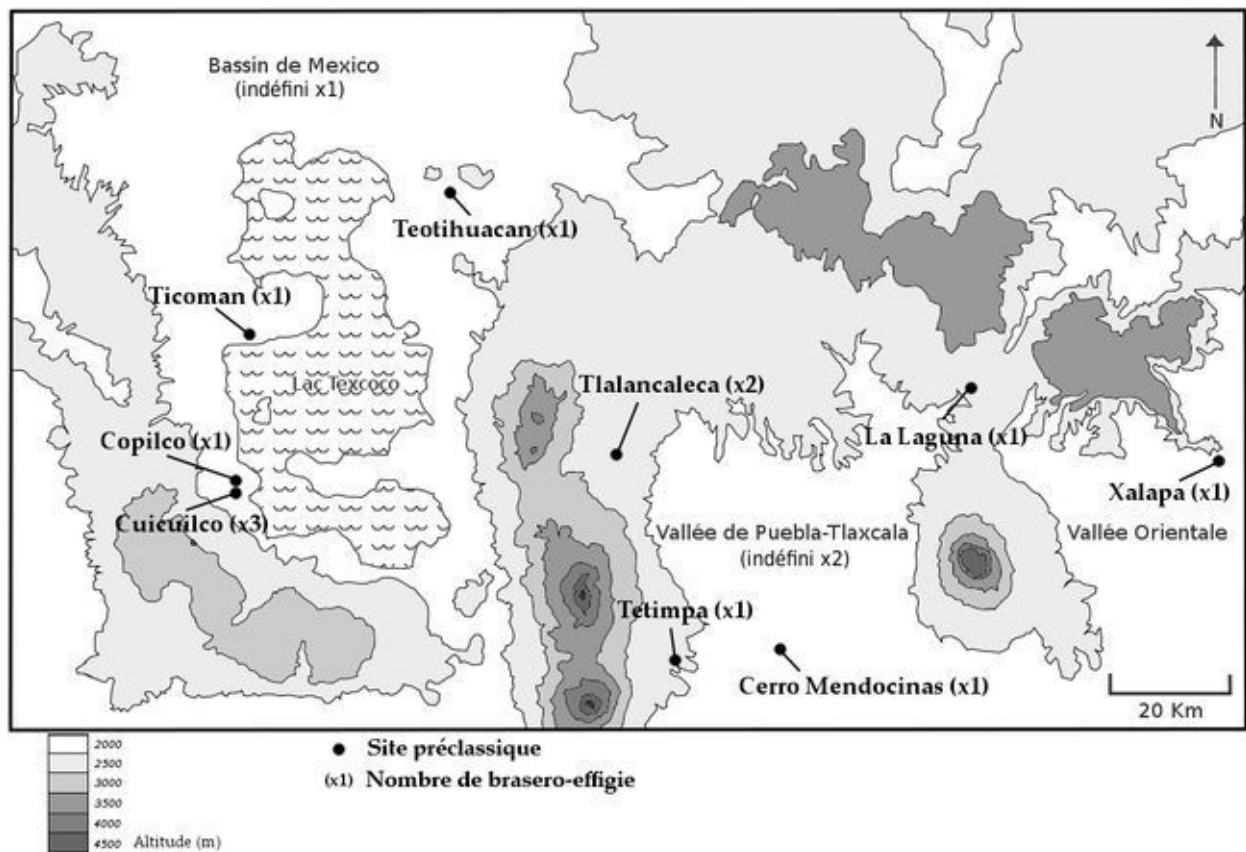 Bassin de Mexico
(indéfini x1)
N
Teotihuacan (x1)
Ticoman (x1)
Lac Texcoco
Tlalancaleca (x2)
La Laguna (x1)
Copilco (x1)
Xalapa (x1)
Cuicuilco (x3)
Vallée de Puebla-Tlaxcala
(indéfini x2)
Vallée Orientale
Tetimpa (x1)
Cerro Mendocinas (x1)
20 Km
2000
2500
3000
3500
4000
4500
Altitude (m)
Site préclassique
(x1) Nombre de brasero-effigie